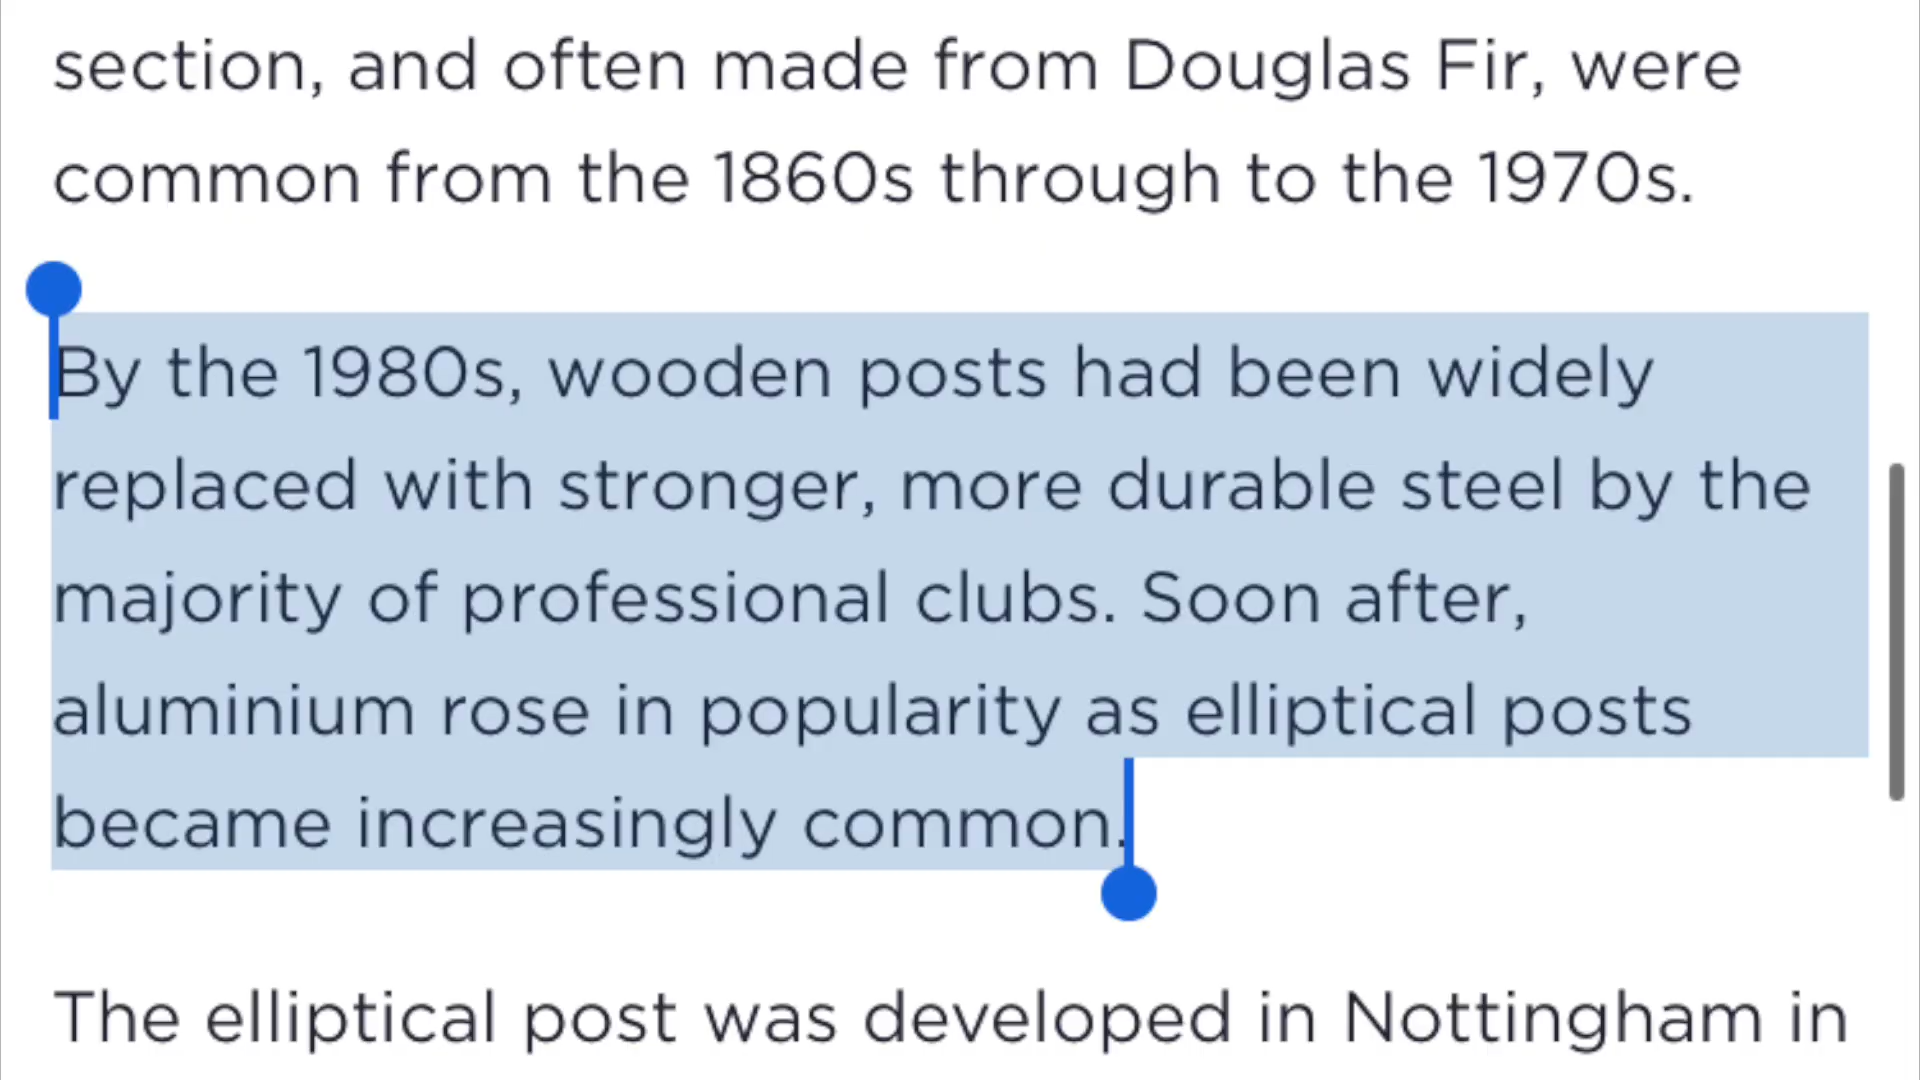 section, and often made from Douglas Fir, were
common from the 1860s through to the 1970s.
By the 1980s, wooden posts had been widely
replaced with stronger, more durable steel by the
majority of professional clubs. Soon after,
aluminium rose in popularity as elliptical posts
became increasingly common.
The elliptical post was developed in Nottingham in